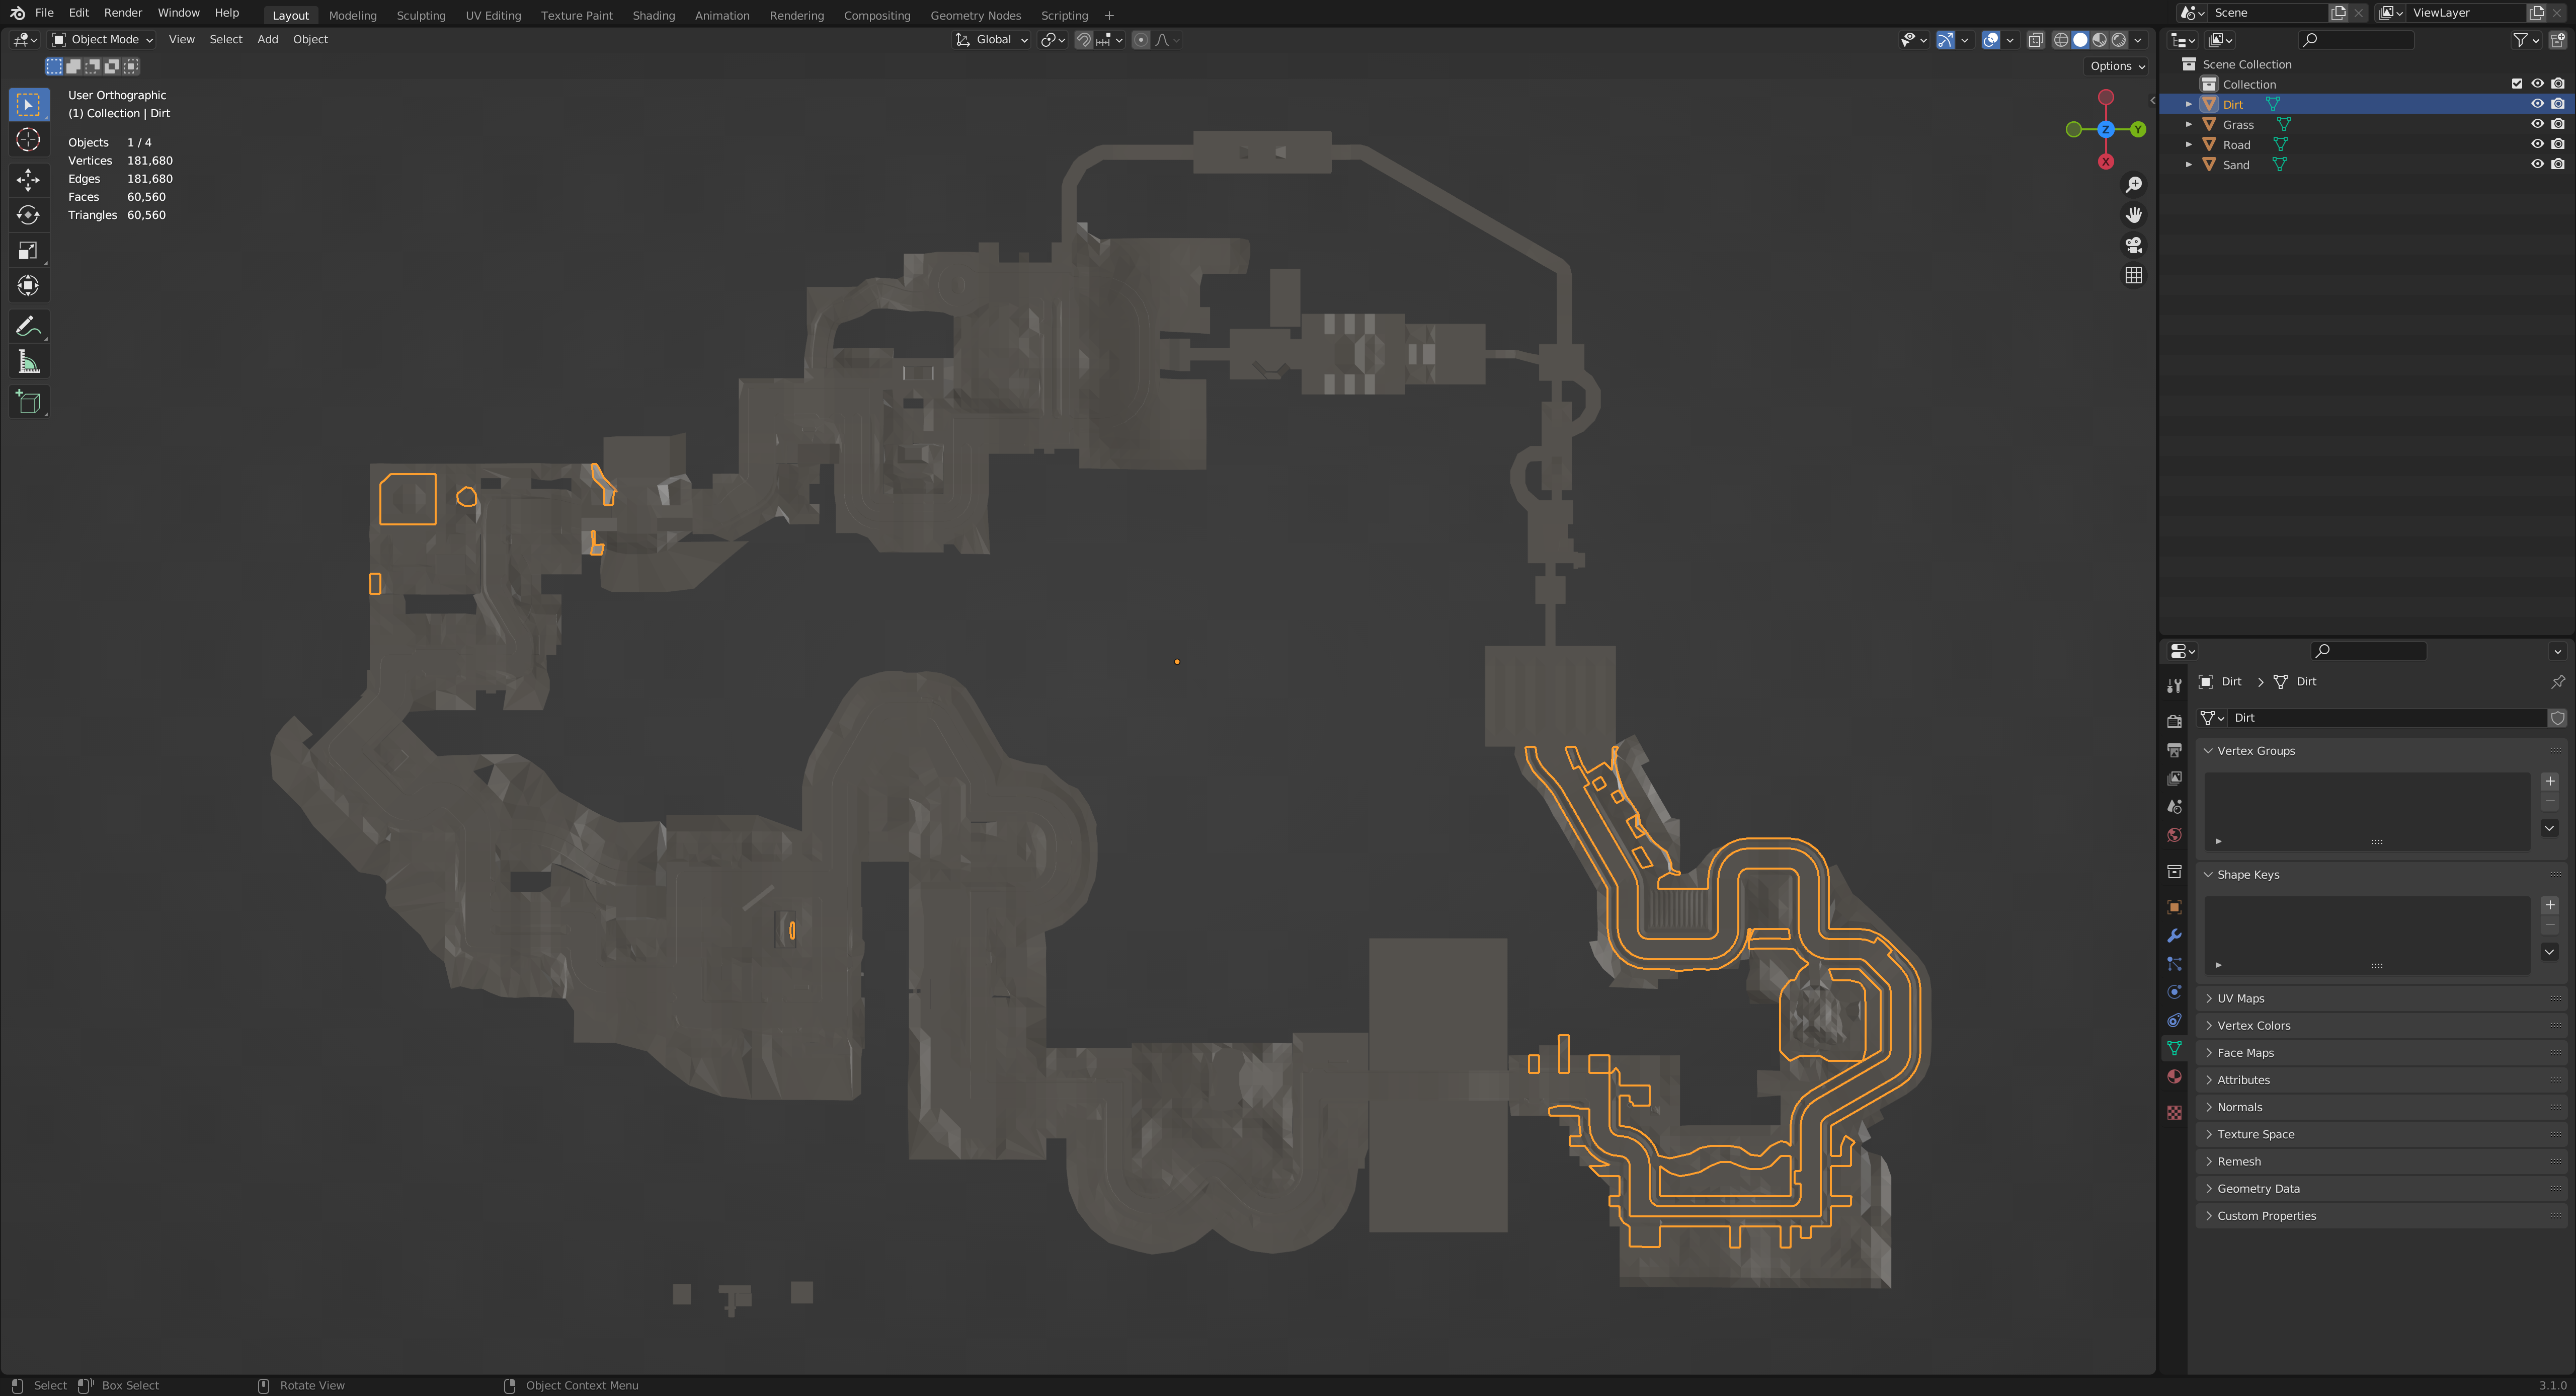 File Edit Render Window Help Layout Modeling Sculpting UV Editing Texture Paint Shading Animation Rendering Compositing Geometry Nodes Scripting +
Scene
ViewLayer
Object Mode View Select Add Object
Global
Options
User Orthographic
(1) Collection | Dirt
Objects 1 / 4
Vertices 181,680
Edges 181,680
Faces 60,560
Triangles 60,560
Z
Y
X
Scene Collection
Collection
Dirt
Grass
Road
Sand
Dirt > Dirt
Dirt
Vertex Groups
Shape Keys
UV Maps
Vertex Colors
Face Maps
Attributes
Normals
Texture Space
Remesh
Geometry Data
Custom Properties
Select Box Select Rotate View Object Context Menu
3.1.0